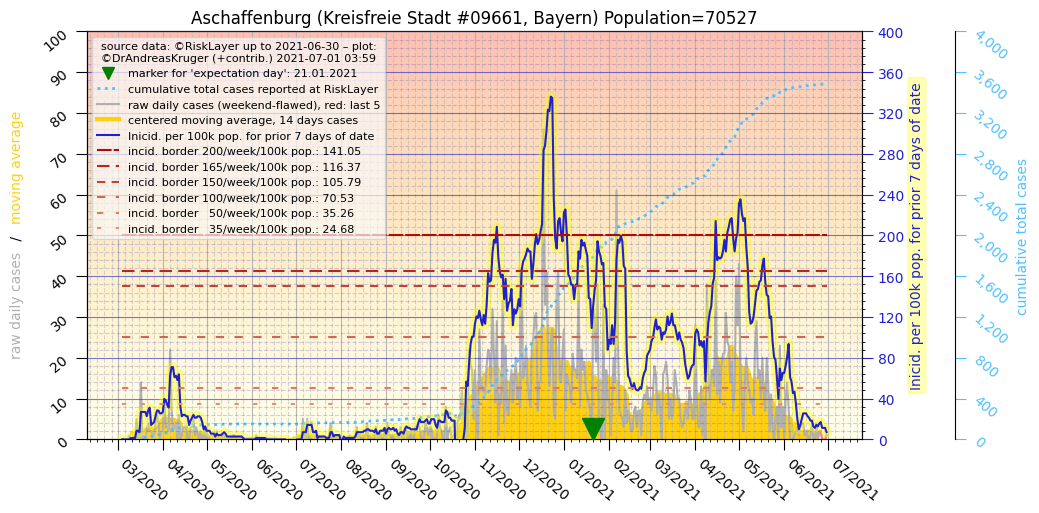 Aschaffenburg (Kreisfreie Stadt #09661, Bayern) Population=70527
source data: ©RiskLayer up to 2021-06-30 – plot:
©DrAndreasKruger (+contrib.) 2021-07-01 03:59
marker for 'expectation day': 21.01.2021
cumulative total cases reported at RiskLayer
raw daily cases (weekend-flawed), red: last 5
centered moving average, 14 days cases
Inicid. per 100k pop. for prior 7 days of date
incid. border 200/week/100k pop.: 141.05
incid. border 165/week/100k pop.: 116.37
incid. border 150/week/100k pop.: 105.79
incid. border 100/week/100k pop.: 70.53
incid. border 50/week/100k pop.: 35.26
incid. border 35/week/100k pop.: 24.68
raw daily cases / moving average
100
90
80
70
60
50
40
30
20
10
0
03/2020
04/2020
05/2020
06/2020
07/2020
08/2020
09/2020
10/2020
11/2020
12/2020
01/2021
02/2021
03/2021
04/2021
05/2021
06/2021
07/2021
400
360
320
280
240
200
160
120
80
40
0
Inicid. per 100k pop. for prior 7 days of date
4,000
3,600
3,200
2,800
2,400
2,000
1,600
1,200
800
400
0
cumulative total cases